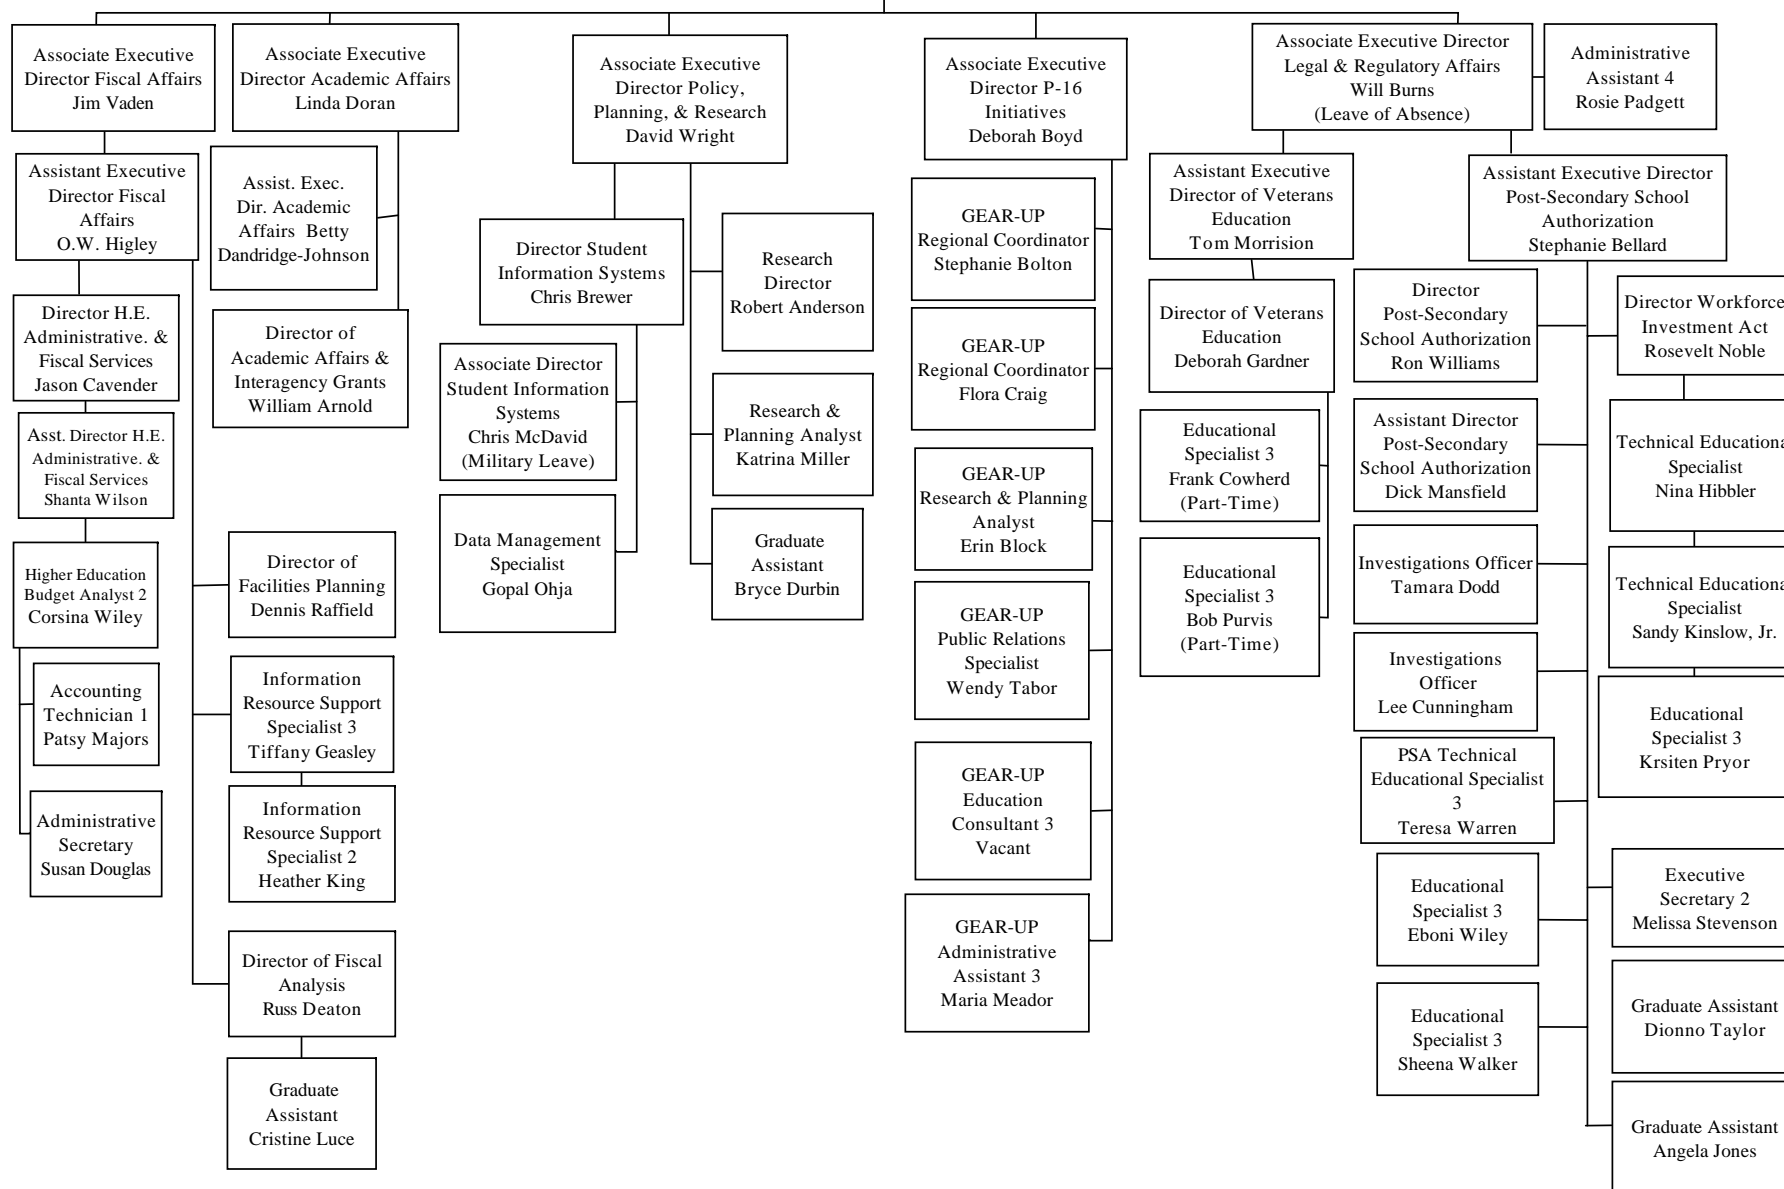 Associate Executive
Director Fiscal Affairs
Jim Vaden
Associate Executive
Director Academic Affairs
Linda Doran
Associate Executive
Director Policy,
Planning, & Research
David Wright
Associate Executive
Director P-16
Initiatives
Deborah Boyd
Associate Executive Director
Legal & Regulatory Affairs
Will Burns
(Leave of Absence)
Administrative
Assistant 4
Rosie Padgett
Assistant Executive
Director Fiscal
Affairs
O.W. Higley
Director H.E.
Administrative. &
Fiscal Services
Jason Cavender
Asst. Director H.E.
Administrative. &
Fiscal Services
Shanta Wilson
Higher Education
Budget Analyst 2
Corsina Wiley
Accounting
Technician 1
Patsy Majors
Administrative
Secretary
Susan Douglas
Assist. Exec.
Dir. Academic
Affairs Betty
Dandridge-Johnson
Director of
Academic Affairs &
Interagency Grants
William Arnold
Director of
Facilities Planning
Dennis Raffield
Information
Resource Support
Specialist 3
Tiffany Geasley
Information
Resource Support
Specialist 2
Heather King
Director of Fiscal
Analysis
Russ Deaton
Graduate
Assistant
Cristine Luce
Director Student
Information Systems
Chris Brewer
Associate Director
Student Information
Systems
Chris McDavid
(Military Leave)
Data Management
Specialist
Gopal Ohja
Research
Director
Robert Anderson
Research &
Planning Analyst
Katrina Miller
Graduate
Assistant
Bryce Durbin
GEAR-UP
Regional Coordinator
Stephanie Bolton
GEAR-UP
Regional Coordinator
Flora Craig
GEAR-UP
Research & Planning
Analyst
Erin Block
GEAR-UP
Public Relations
Specialist
Wendy Tabor
GEAR-UP
Education
Consultant 3
Vacant
GEAR-UP
Administrative
Assistant 3
Maria Meador
Assistant Executive
Director of Veterans
Education
Tom Morrision
Director of Veterans
Education
Deborah Gardner
Educational
Specialist 3
Frank Cowherd
(Part-Time)
Educational
Specialist 3
Bob Purvis
(Part-Time)
Assistant Executive Director
Post-Secondary School
Authorization
Stephanie Bellard
Director
Post-Secondary
School Authorization
Ron Williams
Assistant Director
Post-Secondary
School Authorization
Dick Mansfield
Investigations Officer
Tamara Dodd
Investigations
Officer
Lee Cunningham
PSA Technical
Educational Specialist
3
Teresa Warren
Educational
Specialist 3
Eboni Wiley
Educational
Specialist 3
Sheena Walker
Director Workforce
Investment Act
Rosevelt Noble
Technical Educationa
Specialist
Nina Hibbler
Technical Educationa
Specialist
Sandy Kinslow, Jr.
Educational
Specialist 3
Krsiten Pryor
Executive
Secretary 2
Melissa Stevenson
Graduate Assistant
Dionno Taylor
Graduate Assistant
Angela Jones